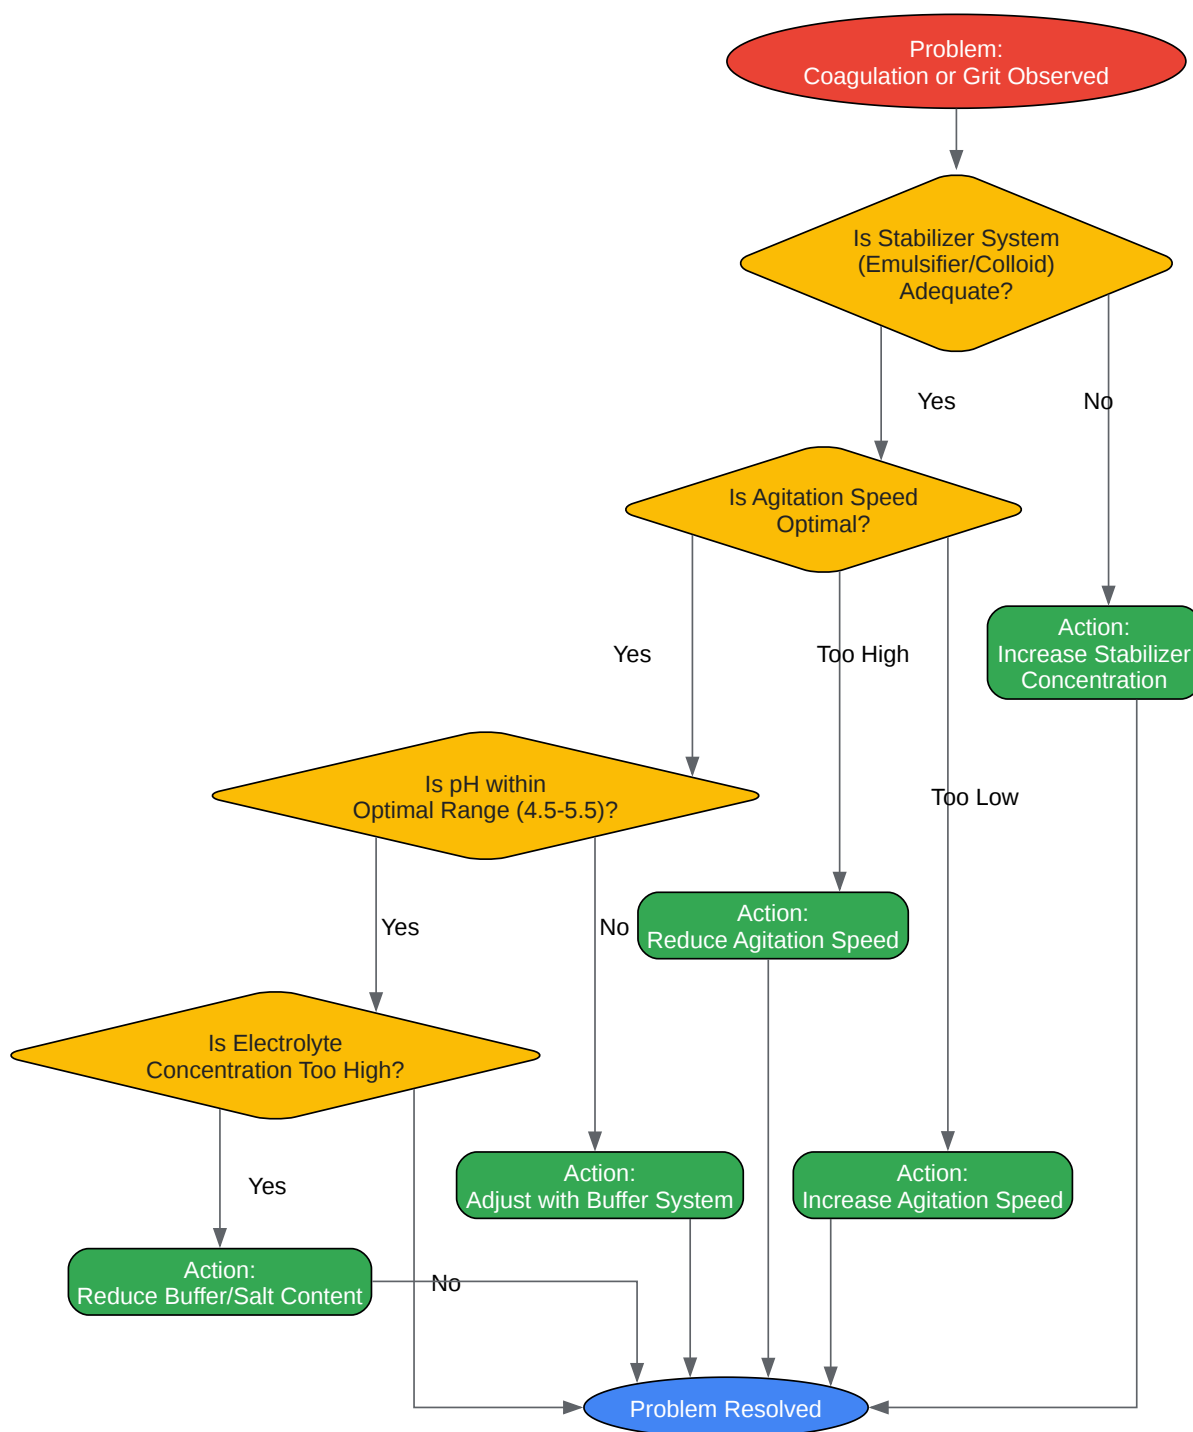 Problem:
Coagulation or Grit Observed
Is Stabilizer System
(Emulsifier/Colloid)
Adequate?
Yes
No
Is Agitation Speed
Optimal?
Action:
Increase Stabilizer
Concentration
Yes
Too High
Too Low
Is pH within
Optimal Range (4.5-5.5)?
Yes
No
Action:
Reduce Agitation Speed
Is Electrolyte
Concentration Too High?
Yes
Action:
Adjust with Buffer System
Action:
Increase Agitation Speed
Action:
Reduce Buffer/Salt Content
No
Problem Resolved